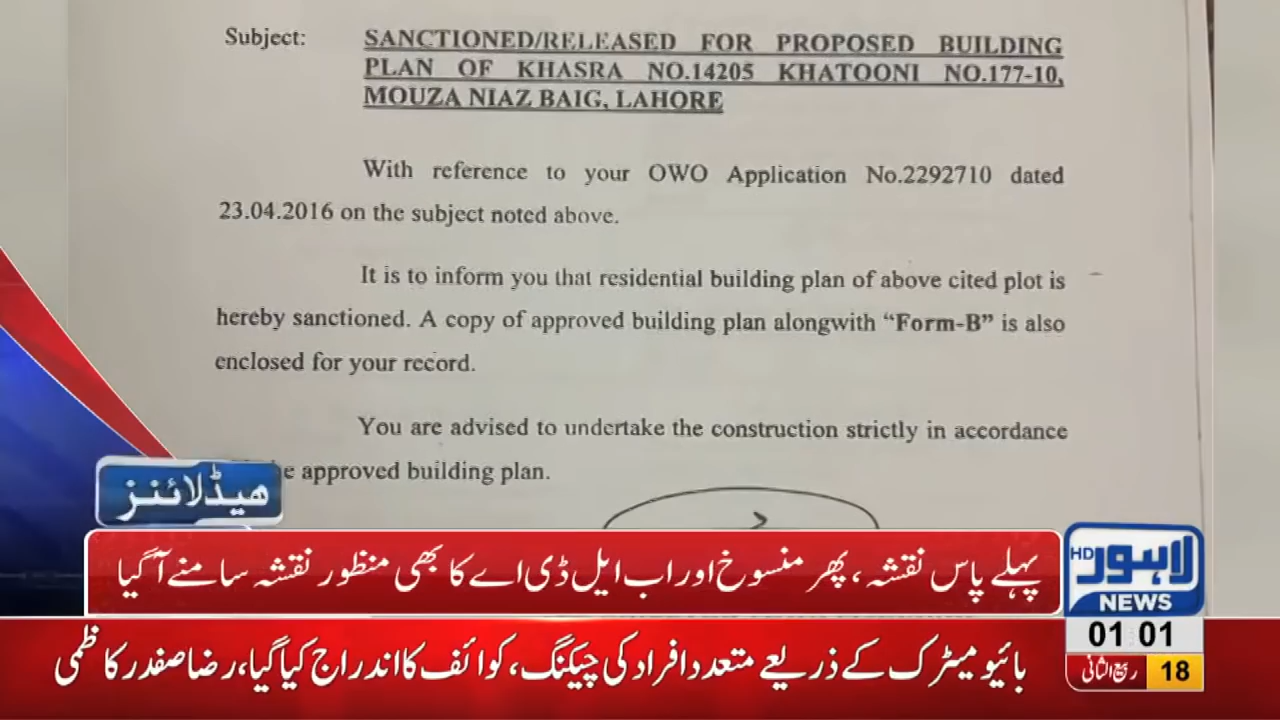 Subject: SANCTIONED/RELEASED FOR PROPOSED BUILDING
PLAN OF KHASRA NO.14205 KHATOONI NO.177-10,
MOUZA NIAZ BAIG, LAHORE
With reference to your OWO Application No.2292710 dated
23.04.2016 on the subject noted above.
It is to inform you that residential building plan of above cited plot is
hereby sanctioned. A copy of approved building plan alongwith “Form-B” is also
enclosed for your record.
You are advised to undertake the construction strictly in accordance
e approved building plan.
ھیڈلائنز
پہلے پاس نقشہ، پھر منسوخ اور اب ایل ڈی اے کا بھی منظور نقشہ سامنے آگیا
HD لاہور
NEWS
01 01
بائیومیٹرک کے ذریعے متعدد افراد کی چیکنگ، کوائف کا اندراج کیا گیا، رضا صفدر کاظمی
ربیع الثانی 18